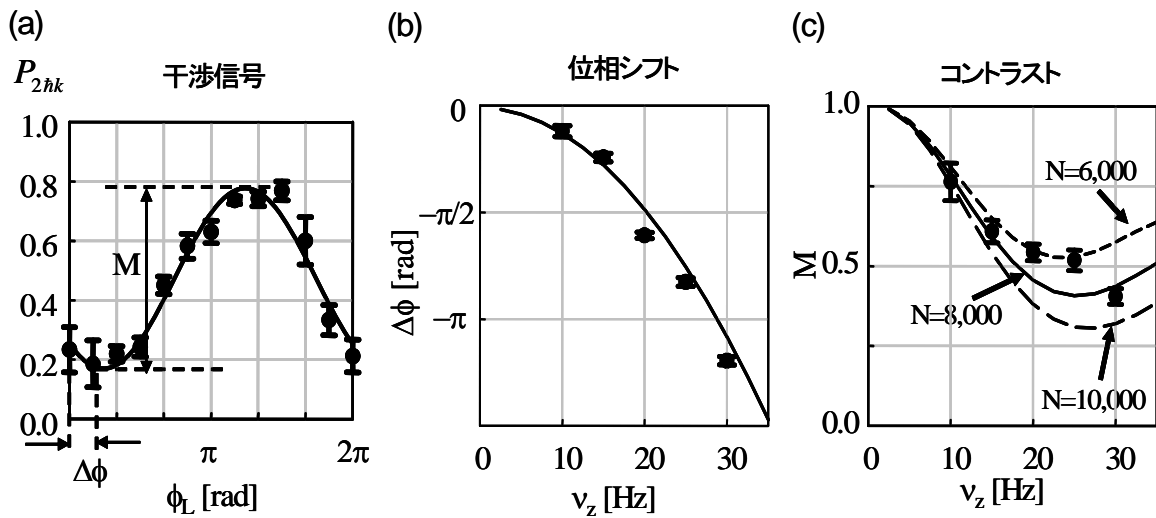 (a)
P2ħk
干渉信号
1.0
0.8
0.6
0.4
0.2
0.0
M
Δϕ
π
2π
ϕL [rad]
(b)
位相シフト
0
−π/2
−π
Δϕ [rad]
0
10
20
30
νz [Hz]
(c)
コントラスト
1.0
0.5
0.0
M
N=6,000
N=8,000
N=10,000
0
10
20
30
νz [Hz]